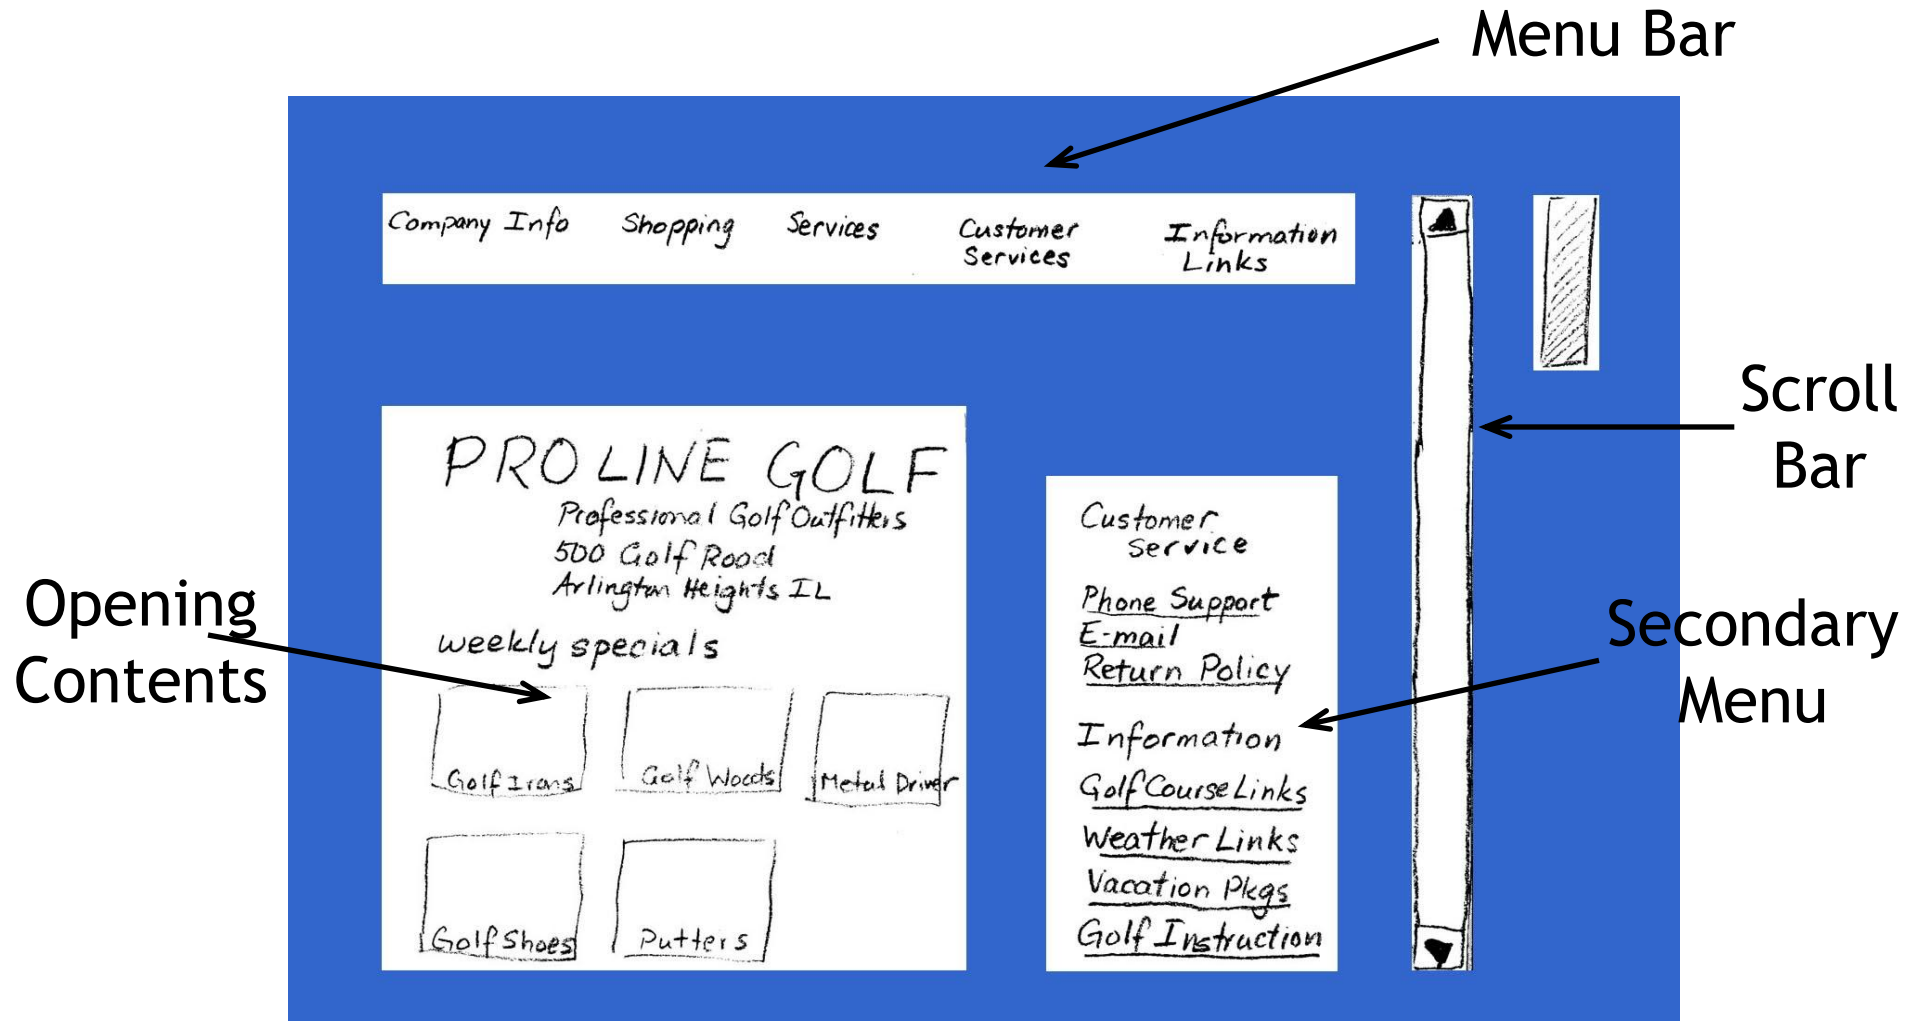 Menu Bar
Company Info Shopping Services Customer Services Information Links
Scroll
Bar
PRO LINE GOLF
Professional Golf Outfitters
500 Golf Road
Arlington Heights IL
weekly specials
Golf Irons Golf Woods Metal Driver
Golf Shoes Putters
Opening
Contents
Customer
Service
Phone Support
E-mail
Return Policy
Information
Golf Course Links
Weather Links
Vacation Pkgs
Golf Instruction
Secondary
Menu